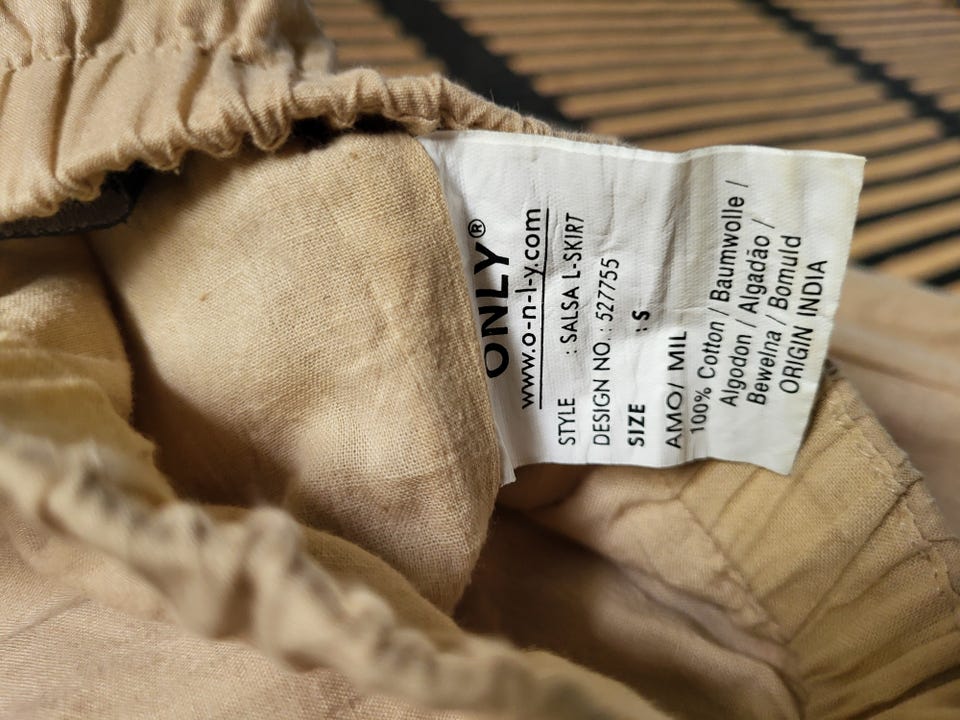 ONLY®
www.o-n-l-y.com
STYLE : SALSA L-SKIRT
DESIGN NO. : 527755
SIZE : S
AMO/ MIL
100% Cotton / Baumwolle /
Algodon / Algadão /
Bewelna / Bomuld
ORIGIN INDIA